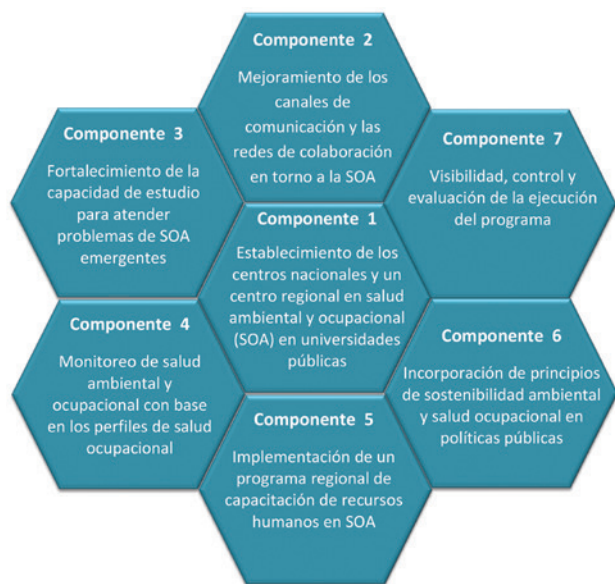 Componente 2
Mejoramiento de los
canales de
comunicación y las
redes de colaboración
en torno a la SOA
Componente 3
Fortalecimiento de la
capacidad de estudio
para atender
problemas de SOA
emergentes
Componente 7
Visibilidad, control y
evaluación de la ejecución
del programa
Componente 1
Establecimiento de los
centros nacionales y un
centro regional en salud
ambiental y ocupacional
(SOA) en universidades
públicas
Componente 4
Monitoreo de salud
ambiental y
ocupacional con base
en los perfiles de salud
ocupacional
Componente 6
Incorporación de principios
de sostenibilidad ambiental
y salud ocupacional en
políticas públicas
Componente 5
Implementación de un
programa regional de
capacitación de recursos
humanos en SOA